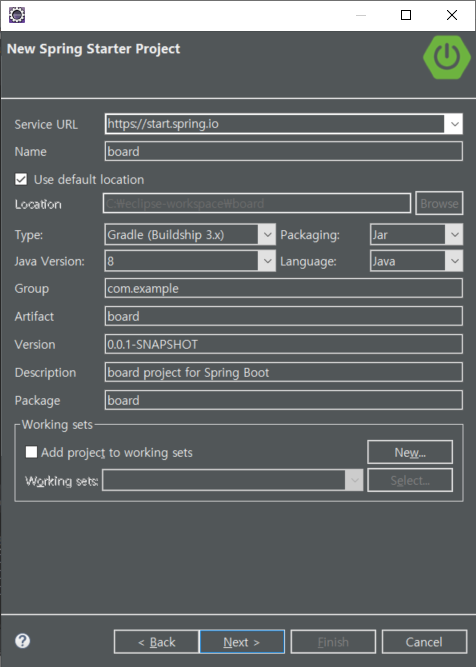 New Spring Starter Project
Service URL https://start.spring.io
Name board
Use default location
Location C:₩eclipse-workspace₩board Browse
Type: Gradle (Buildship 3.x) Packaging: Jar
Java Version: 8 Language: Java
Group com.example
Artifact board
Version 0.0.1-SNAPSHOT
Description board project for Spring Boot
Package board
Working sets
Add project to working sets New...
Working sets: Select...
? < Back Next > Finish Cancel